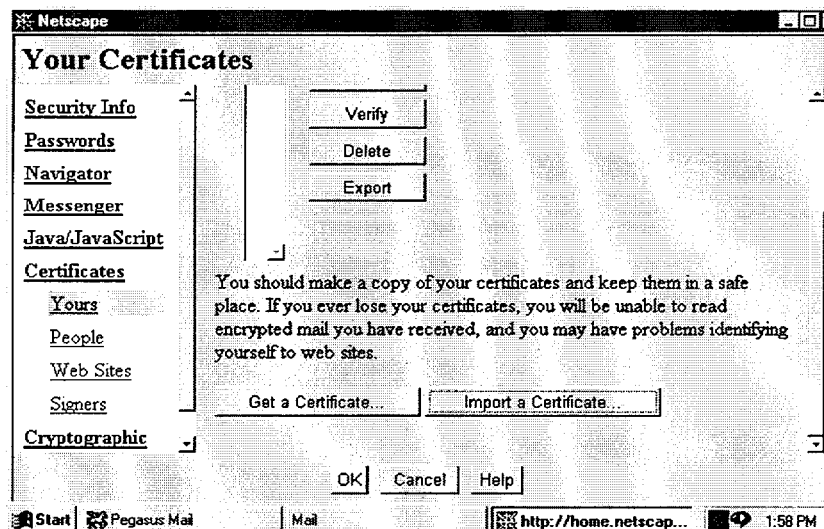 Netscape
Your Certificates
Security Info
Passwords
Navigator
Messenger
Java/JavaScript
Certificates
Yours
People
Web Sites
Signers
Cryptographic
Verify
Delete
Export
You should make a copy of your certificates and keep them in a safe
place. If you ever lose your certificates, you will be unable to read
encrypted mail you have received, and you may have problems identifying
yourself to web sites.
Get a Certificate... Import a Certificate...
OK Cancel Help
Start Pegasus Mail Mail http://home.netscap... 1:58 PM